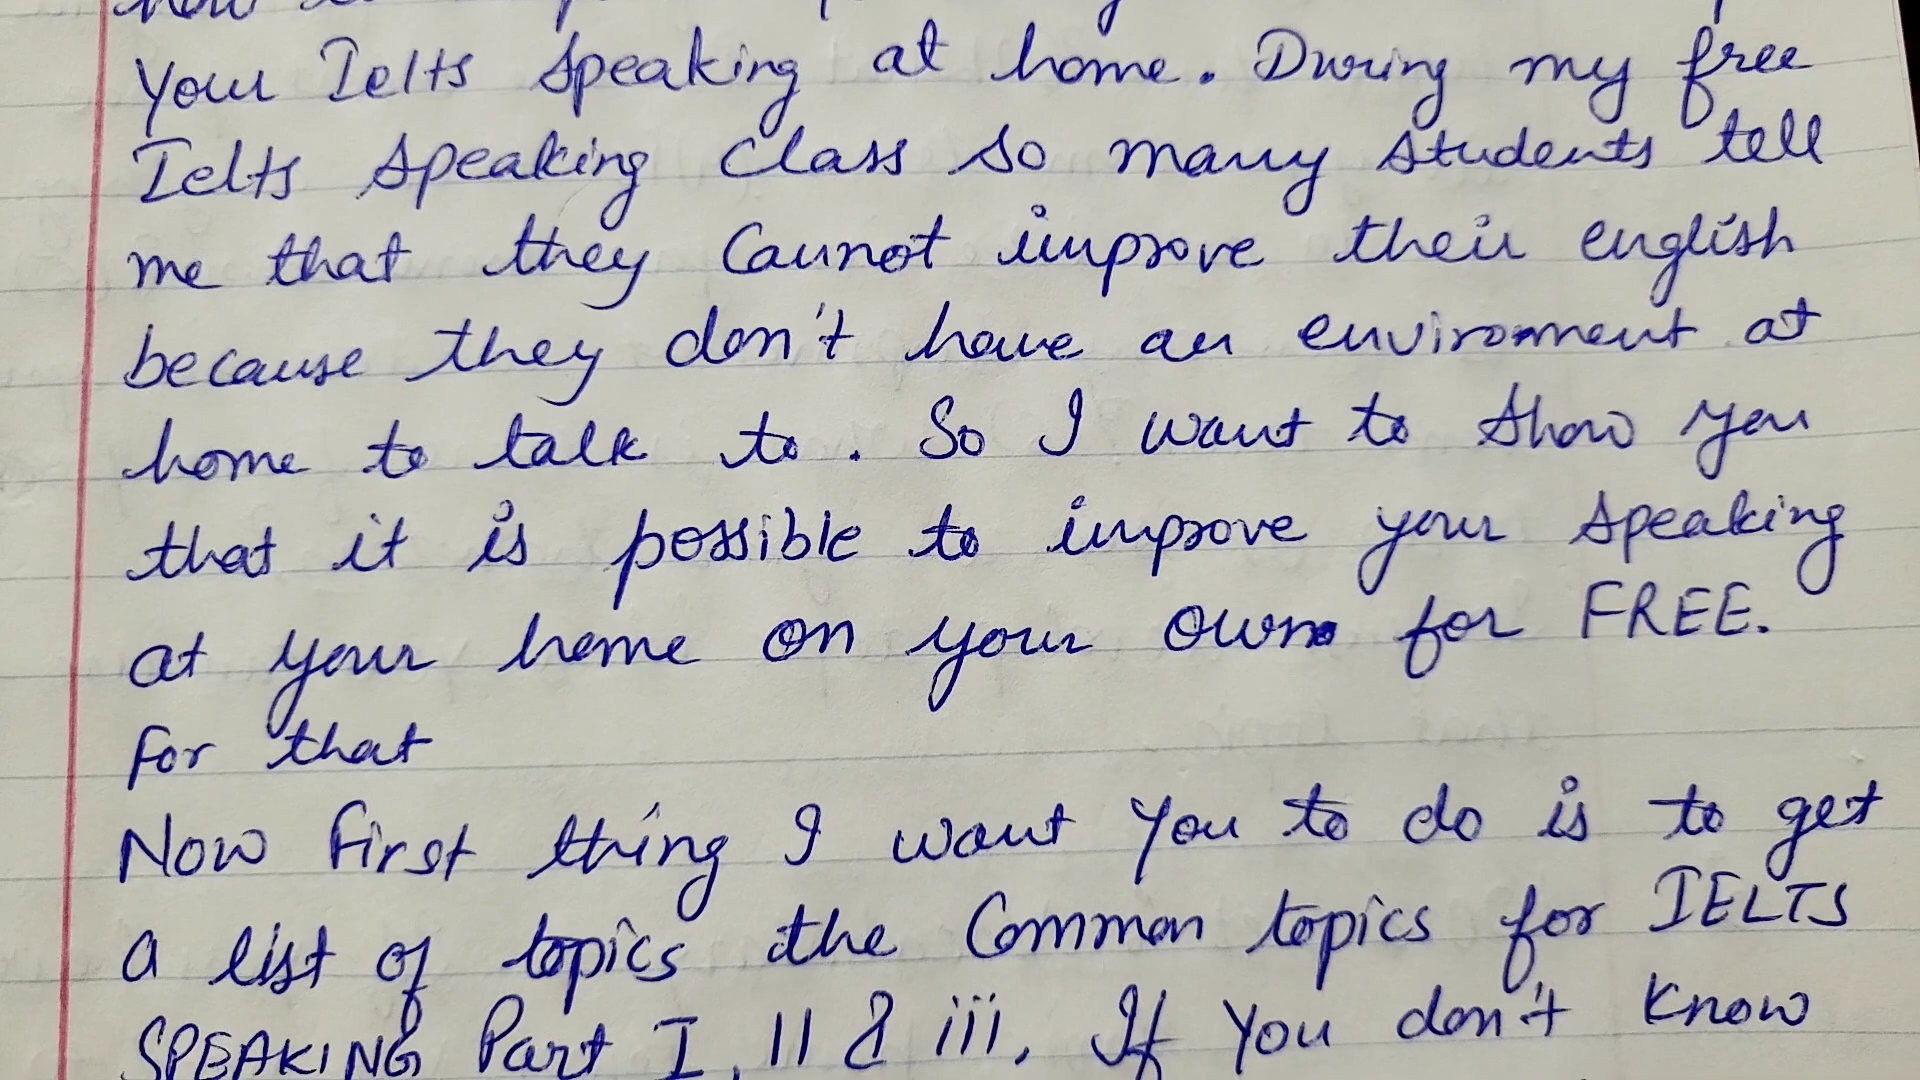 your Ielts speaking at home. During my free
Ielts speaking class so many students tell
me that they cannot improve their english
because they don't have an environment at
home to talk to. So I want to show you
that it is possible to improve your speaking
at your home on your own for FREE.
For that
Now first thing I want you to do is to get
a list of topics the common topics for IELTS
SPEAKING Part I, II & iii, If you don't know